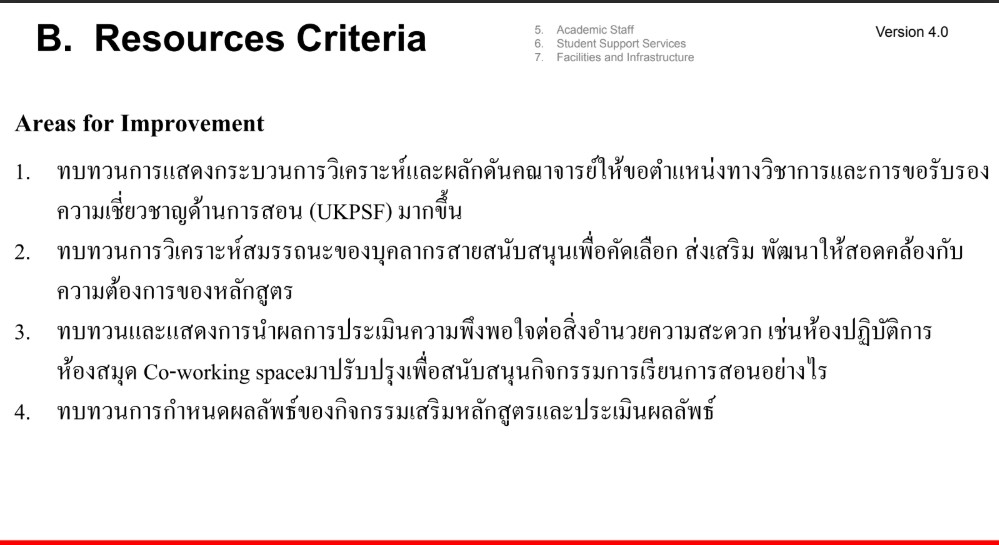 B. Resources Criteria
5. Academic Staff
6. Student Support Services
7. Facilities and Infrastructure
Version 4.0
Areas for Improvement
1. ทบทวนการแสดงกระบวนการวิเคราะห์และผลักดันคณาจารย์ให้ขอตำแหน่งทางวิชาการและการขอรับรอง
ความเชี่ยวชาญด้านการสอน (UKPSF) มากขึ้น
2. ทบทวนการวิเคราะห์สมรรถนะของบุคลากรสายสนับสนุนเพื่อคัดเลือก ส่งเสริม พัฒนาให้สอดคล้องกับ
ความต้องการของหลักสูตร
3. ทบทวนและแสดงการนำผลการประเมินความพึงพอใจต่อสิ่งอำนวยความสะดวก เช่นห้องปฏิบัติการ
ห้องสมุด Co-working spaceมาปรับปรุงเพื่อสนับสนุนกิจกรรมการเรียนการสอนอย่างไร
4. ทบทวนการกำหนดผลลัพธ์ของกิจกรรมเสริมหลักสูตรและประเมินผลลัพธ์